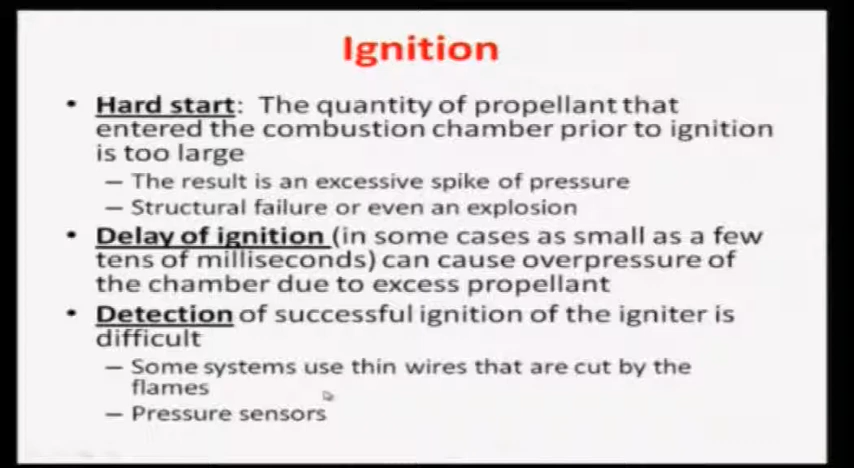 Ignition
• Hard start: The quantity of propellant that
entered the combustion chamber prior to ignition
is too large
– The result is an excessive spike of pressure
– Structural failure or even an explosion
• Delay of ignition (in some cases as small as a few
tens of milliseconds) can cause overpressure of
the chamber due to excess propellant
• Detection of successful ignition of the igniter is
difficult
– Some systems use thin wires that are cut by the
flames
– Pressure sensors